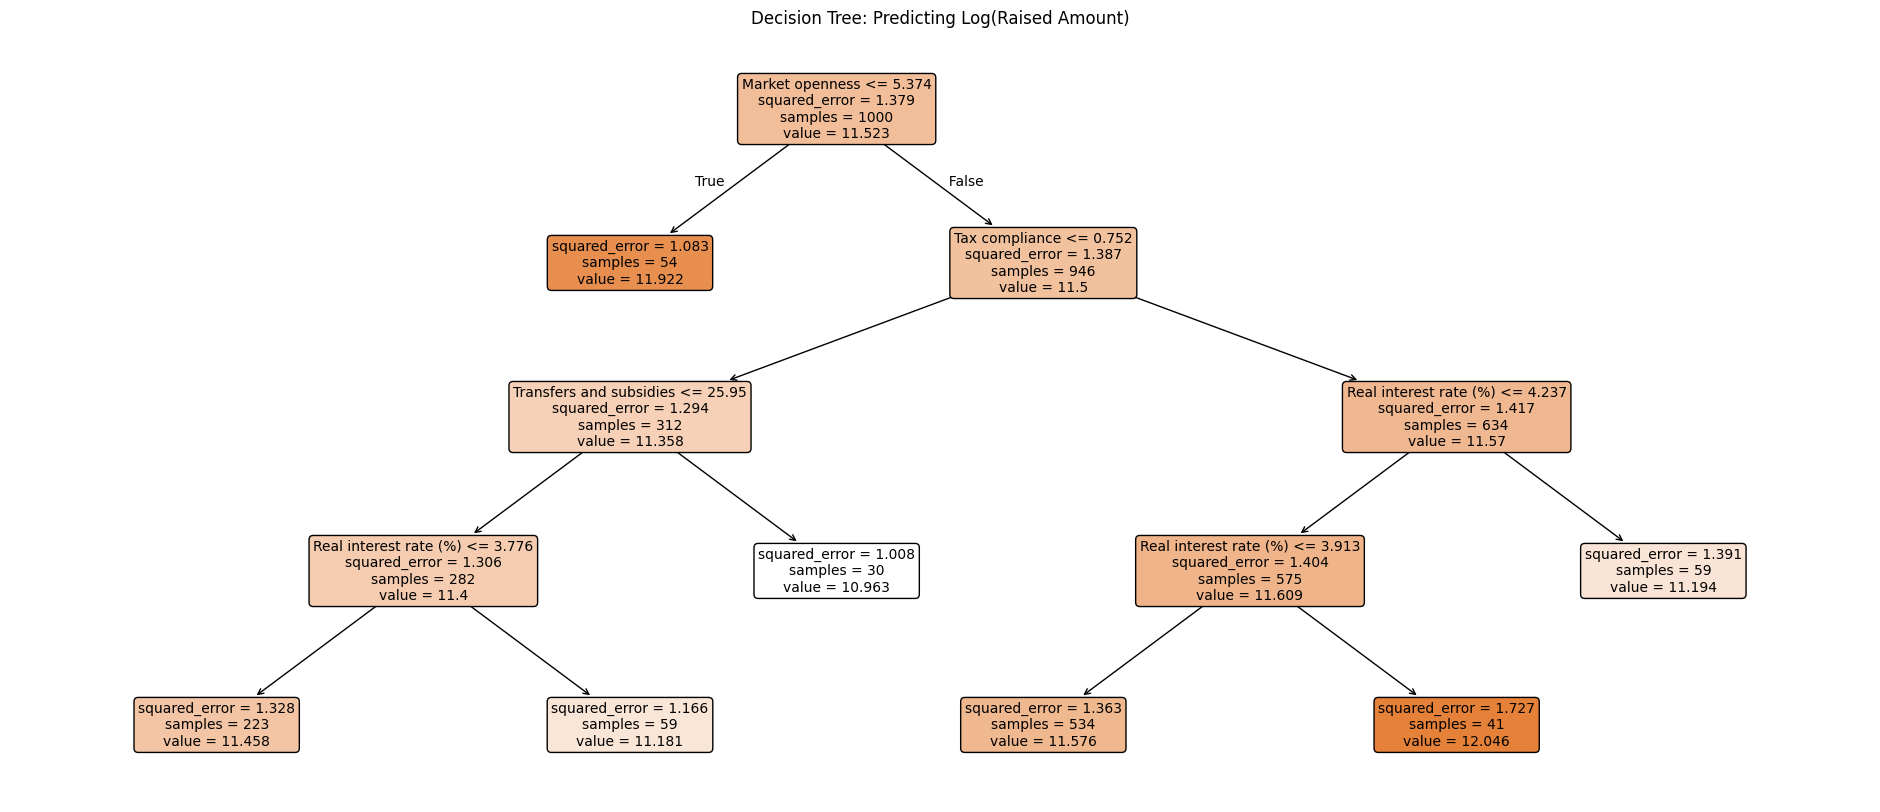 Decision Tree: Predicting Log(Raised Amount)
Market openness <= 5.374
squared_error = 1.379
samples = 1000
value = 11.523
True
False
squared_error = 1.083
samples = 54
value = 11.922
Tax compliance <= 0.752
squared_error = 1.387
samples = 946
value = 11.5
Transfers and subsidies <= 25.95
squared_error = 1.294
samples = 312
value = 11.358
Real interest rate (%) <= 4.237
squared_error = 1.417
samples = 634
value = 11.57
Real interest rate (%) <= 3.776
squared_error = 1.306
samples = 282
value = 11.4
squared_error = 1.008
samples = 30
value = 10.963
Real interest rate (%) <= 3.913
squared_error = 1.404
samples = 575
value = 11.609
squared_error = 1.391
samples = 59
value = 11.194
squared_error = 1.328
samples = 223
value = 11.458
squared_error = 1.166
samples = 59
value = 11.181
squared_error = 1.363
samples = 534
value = 11.576
squared_error = 1.727
samples = 41
value = 12.046